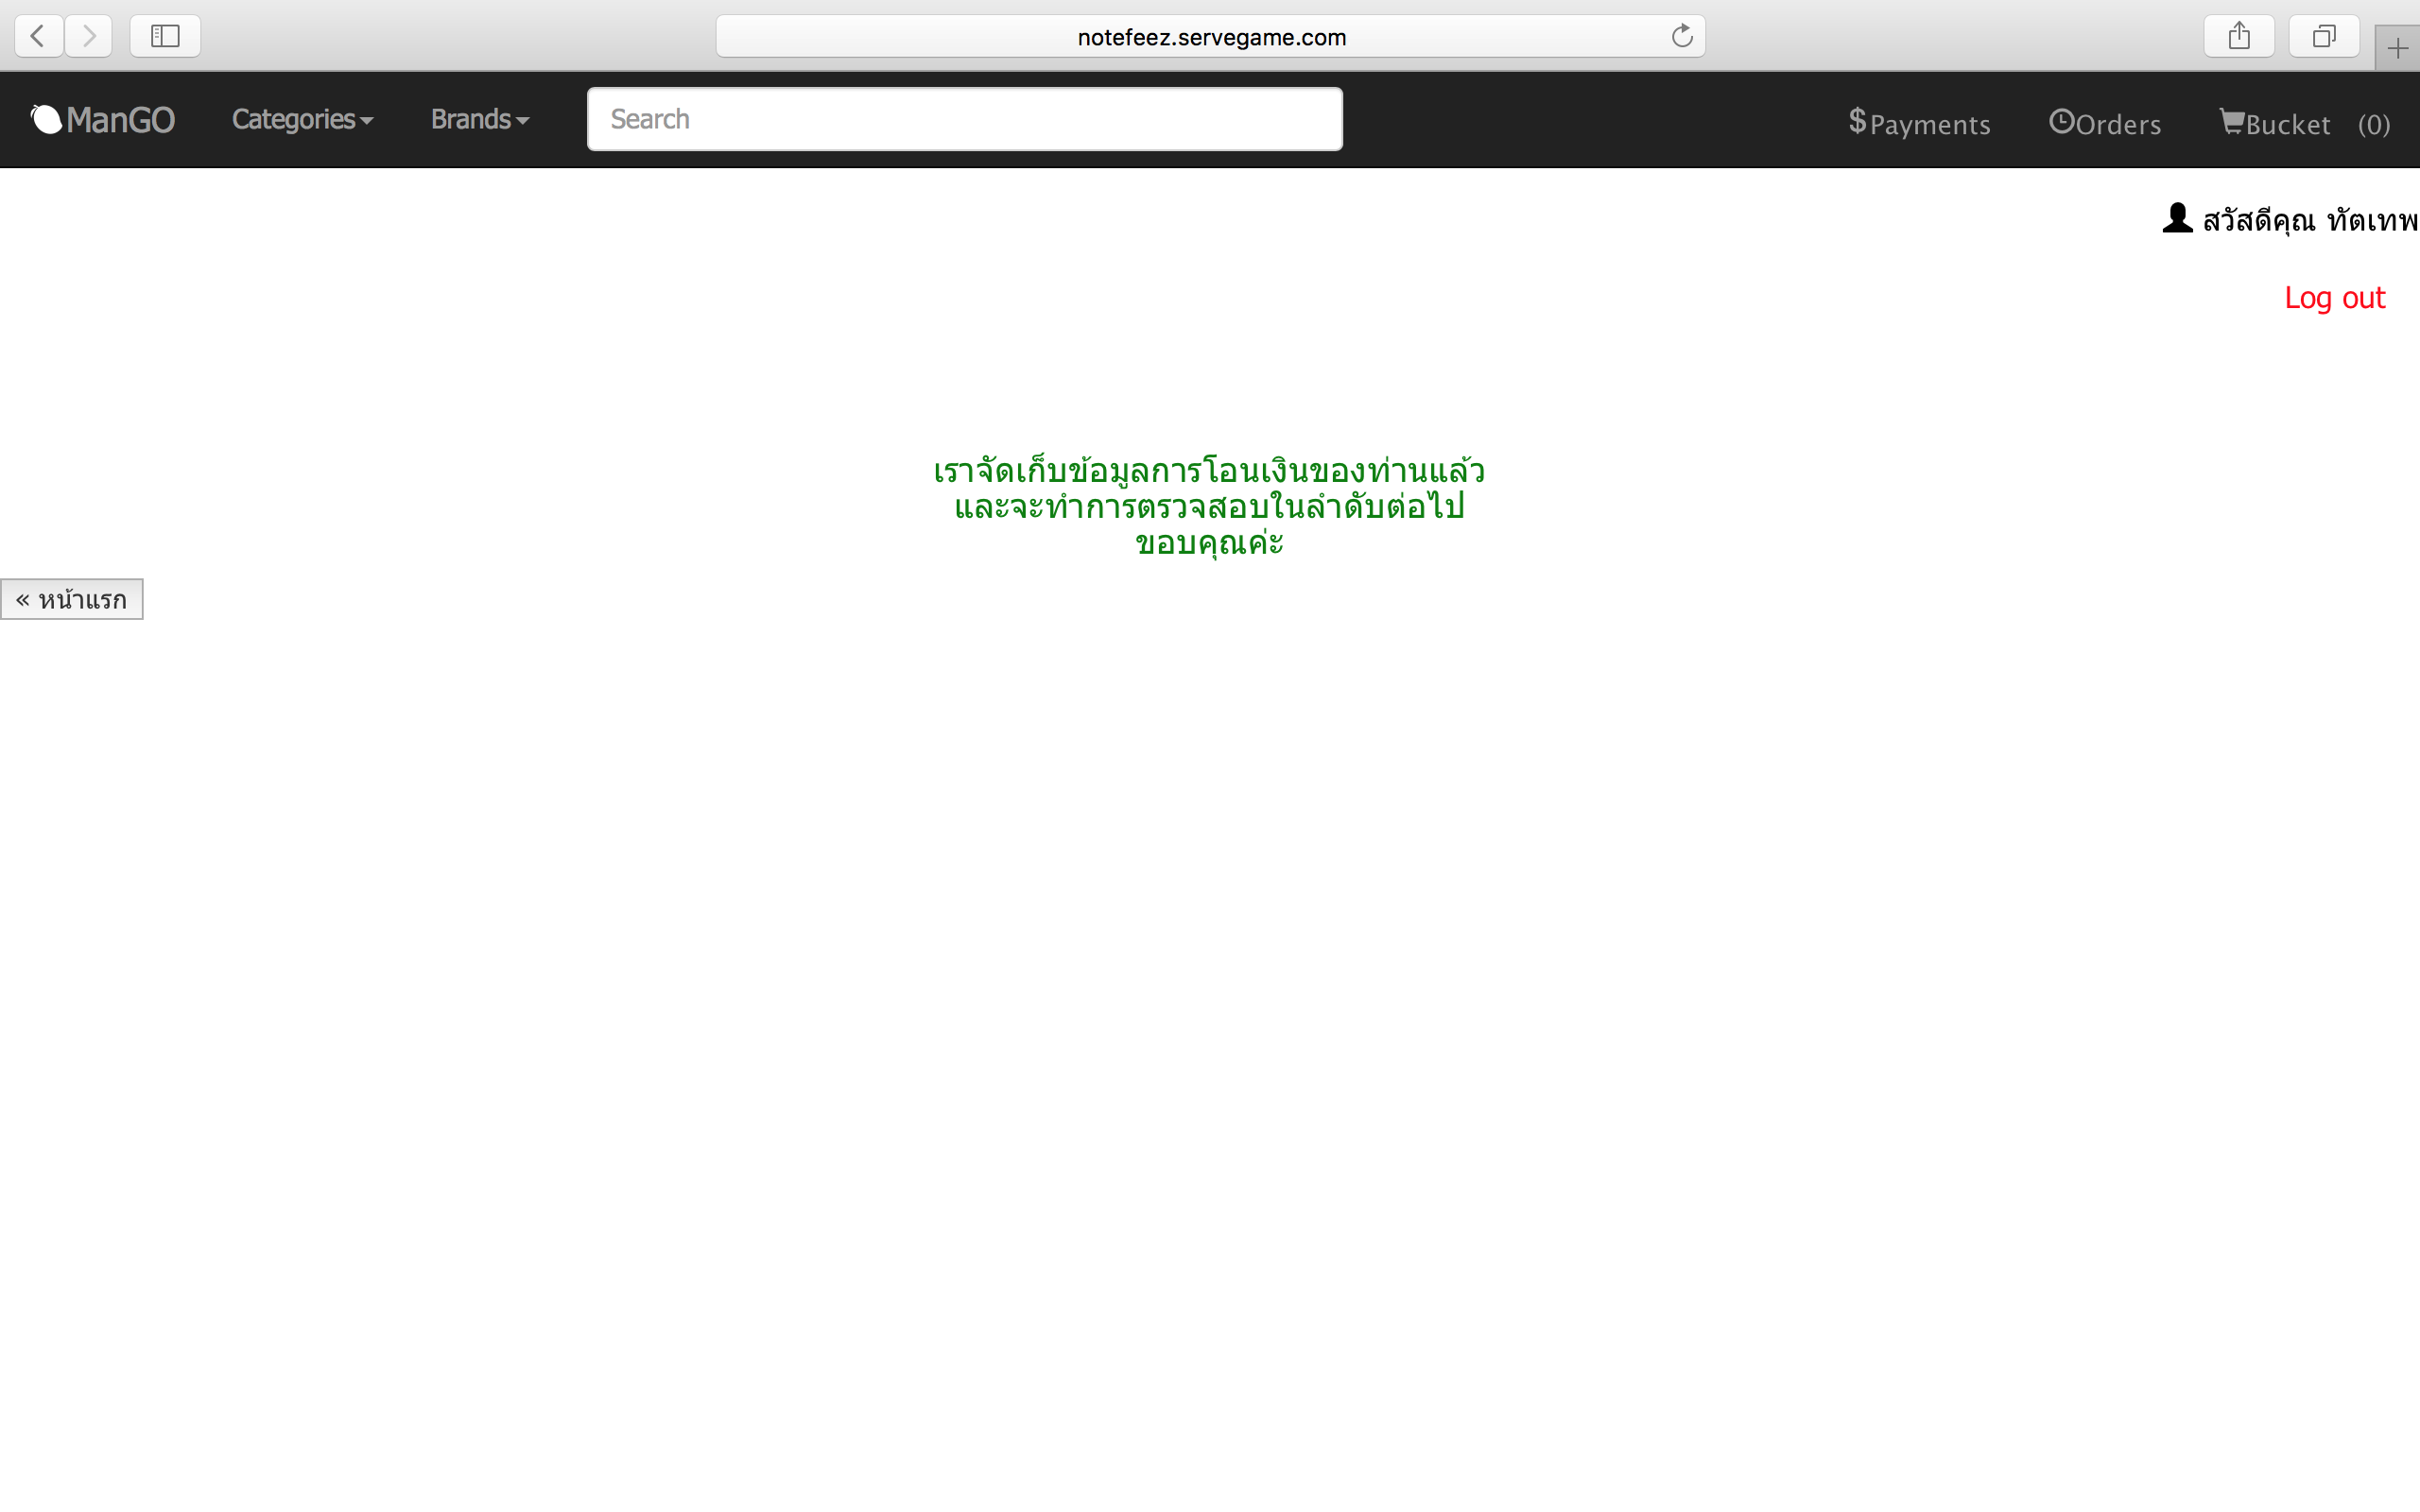 notefeez.servegame.com
ManGO Categories Brands Search $Payments Orders Bucket (0)
สวัสดีคุณ ทัตเทพ
Log out
เราจัดเก็บข้อมูลการโอนเงินของท่านแล้ว
และจะทำการตรวจสอบในลำดับต่อไป
ขอบคุณค่ะ
« หน้าแรก